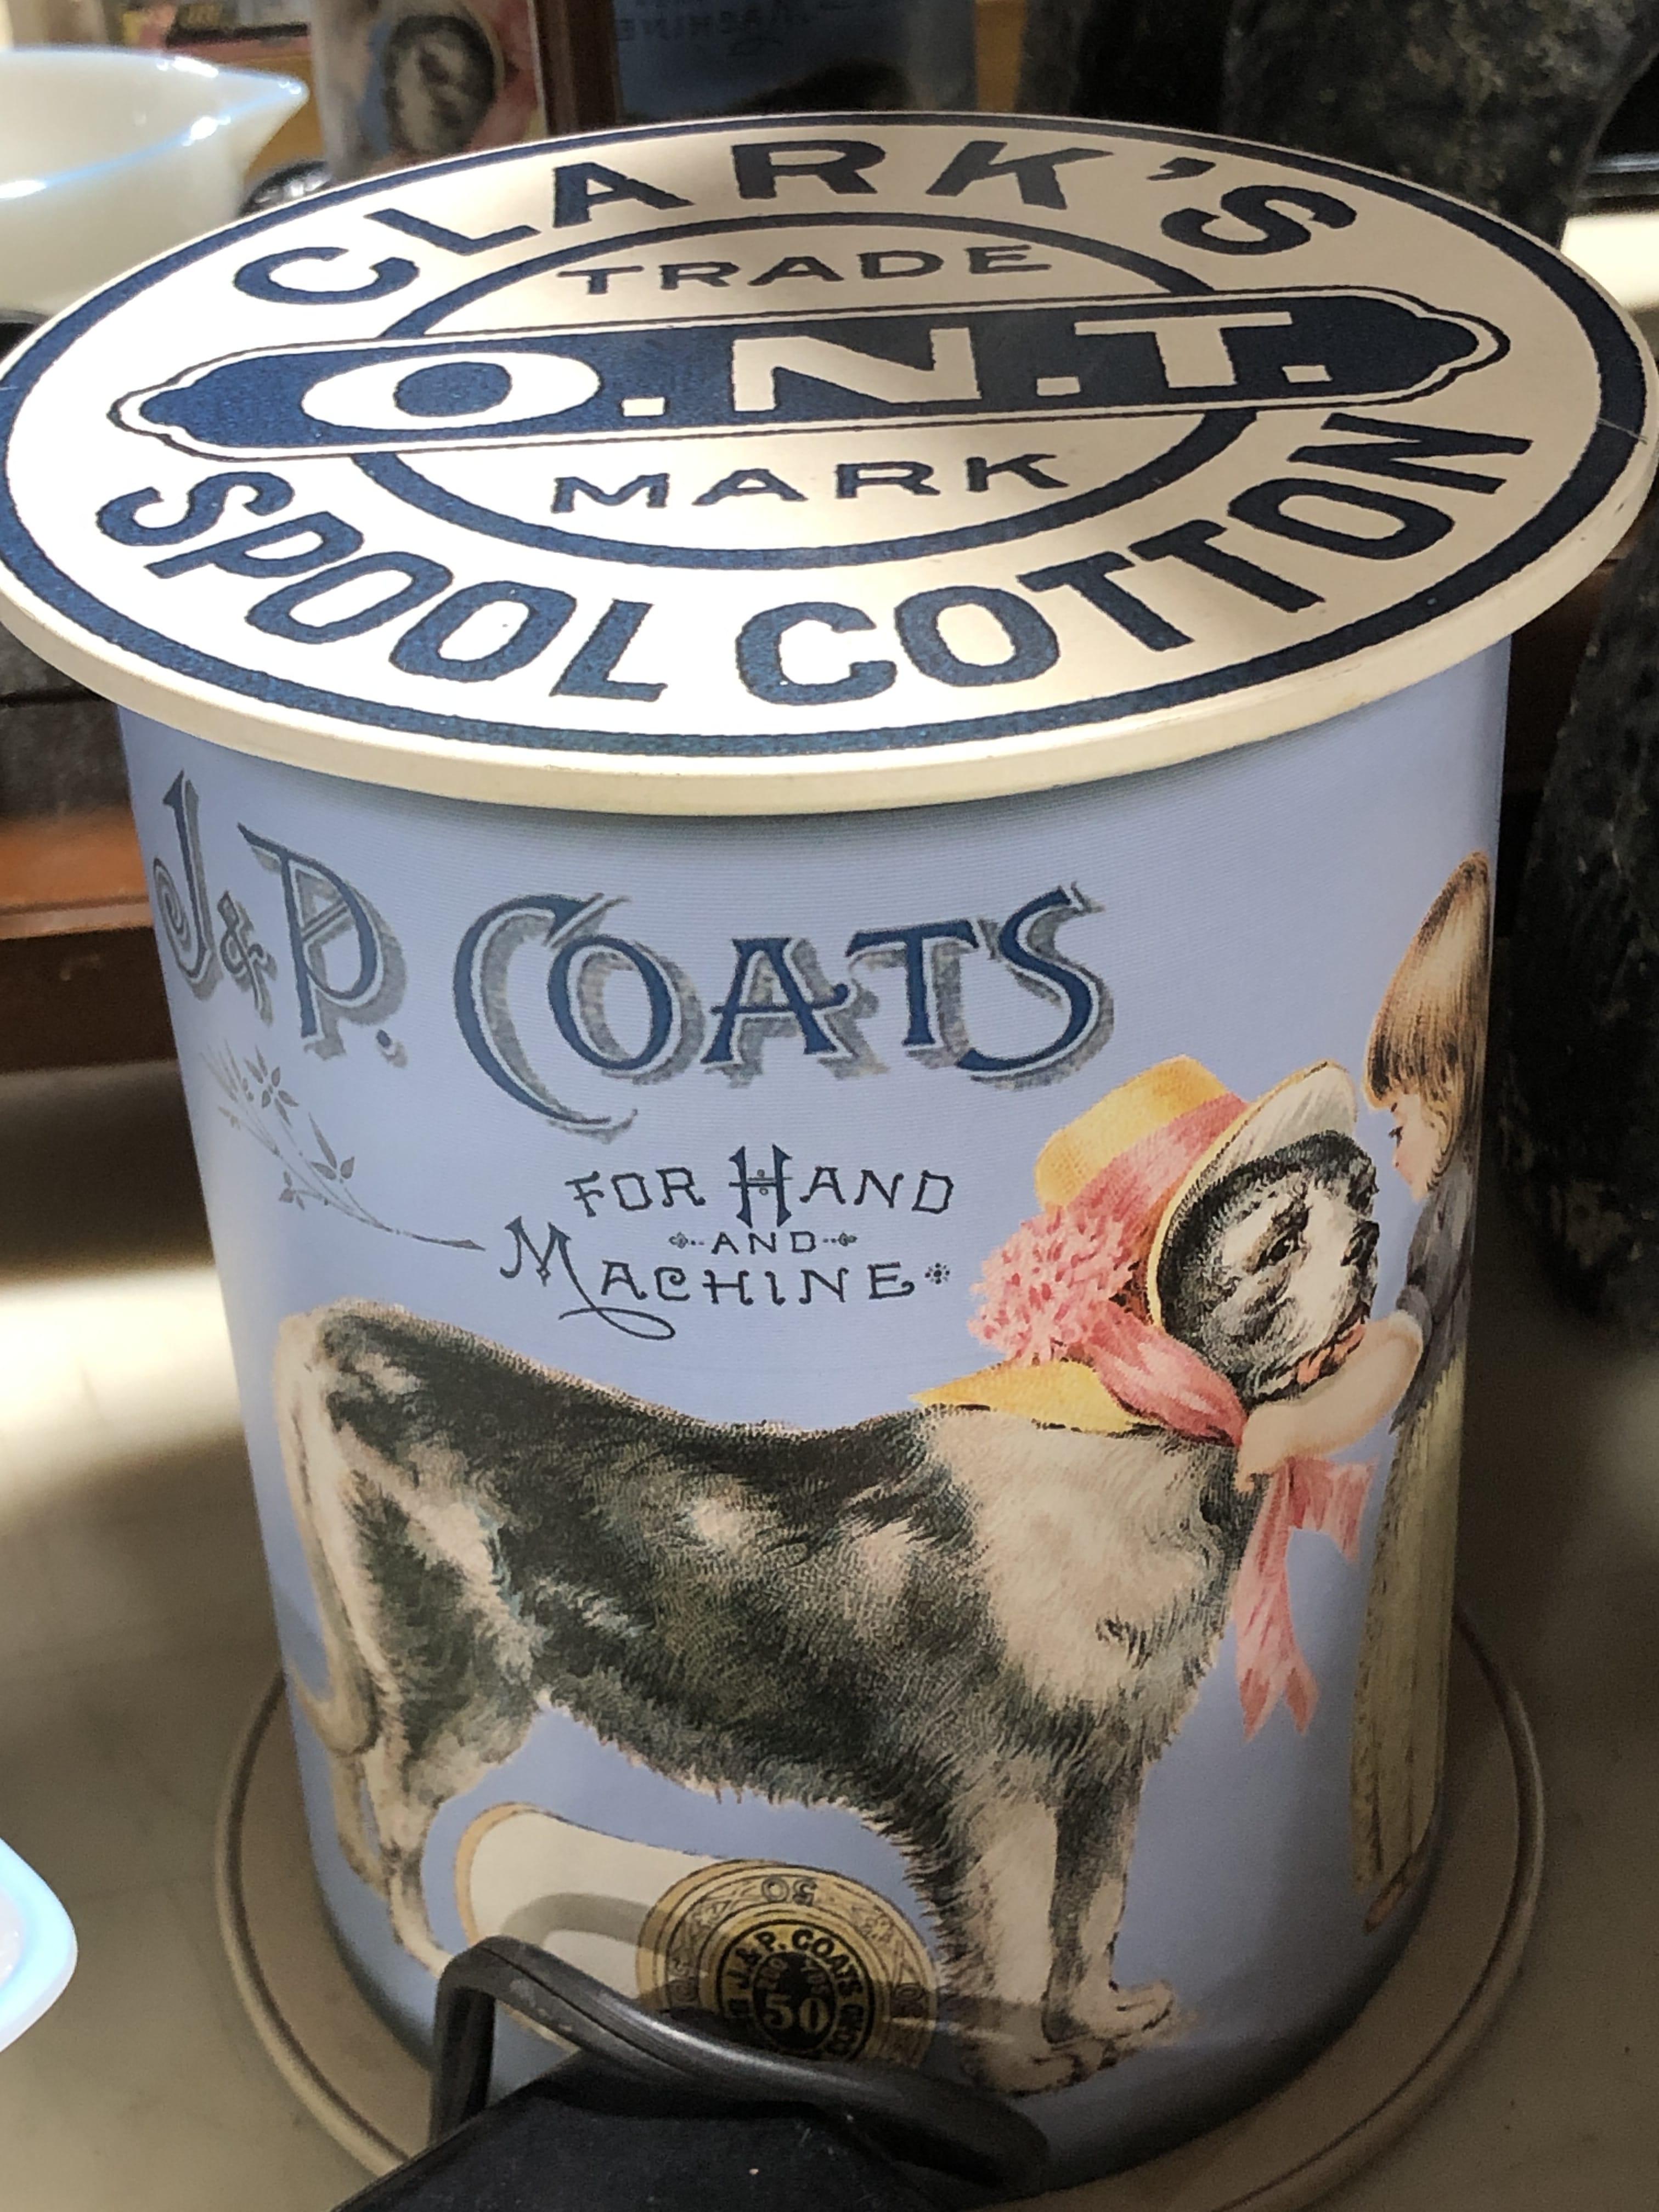 CLARK'S
TRADE
O.N.T.
MARK
SPOOL COTTON
J. & P. COATS
FOR HAND
AND
MACHINE
50
J. & P. COATS
50